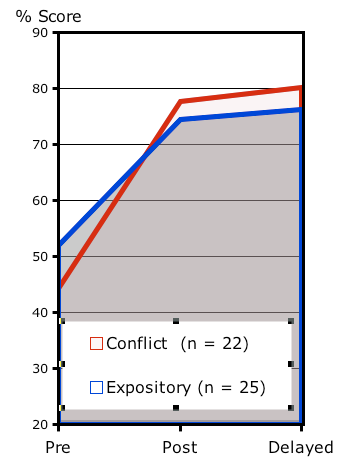 % Score
90
80
70
60
50
40
30
20
Conflict (n = 22)
Expository (n = 25)
Pre Post Delayed